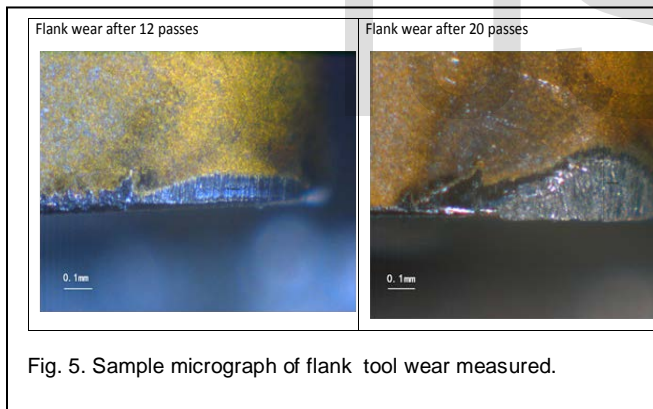 Flank wear after 12 passes
Flank wear after 20 passes
0.1mm
0.1mm
Fig. 5. Sample micrograph of flank tool wear measured.